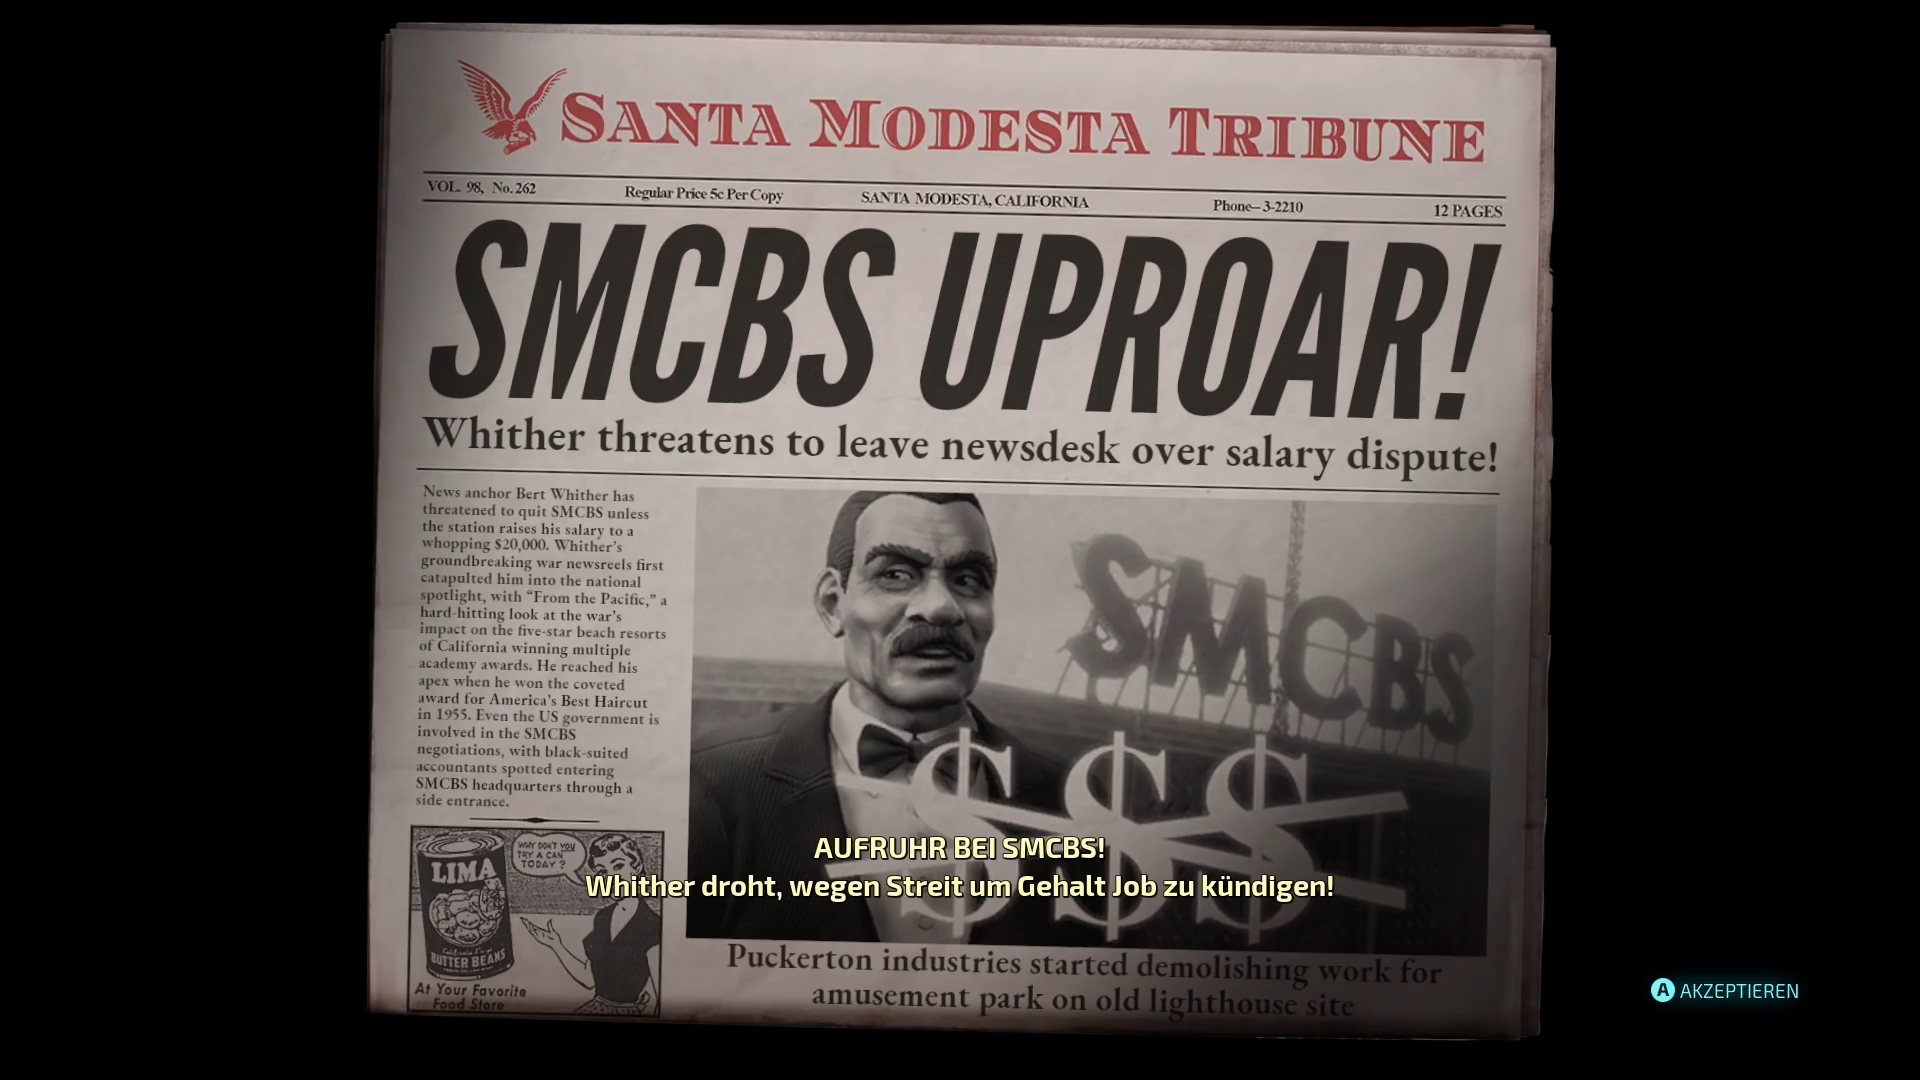 SANTA MODESTA TRIBUNE
VOL. 98, No. 262 Regular Price 5c Per Copy SANTA MODESTA, CALIFORNIA Phone–3-2210 12 PAGES
SMCBS UPROAR!
Whither threatens to leave newsdesk over salary dispute!
News anchor Bert Whither has
threatened to quit SMCBS unless
the station raises his salary to a
whopping $20,000. Whither's
groundbreaking war newsreels first
catapulted him into the national
spotlight, with “From the Pacific,” a
hard-hitting look at the war's
impact on the five-star beach resorts
of California winning multiple
academy awards. He reached his
apex when he won the coveted
award for America's Best Haircut
in 1955. Even the US government is
involved in the SMCBS
negotiations, with black-suited
accountants spotted entering
SMCBS headquarters through a
side entrance.
SMCBS
$$$
WHY DON'T YOU
TRY A CAN
TODAY?
LIMA
BUTTER BEANS
At Your Favorite
Food Store
AUFRUHR BEI SMCBS!
Whither droht, wegen Streit um Gehalt Job zu kündigen!
Puckerton industries started demolishing work for
amusement park on old lighthouse site
A AKZEPTIEREN